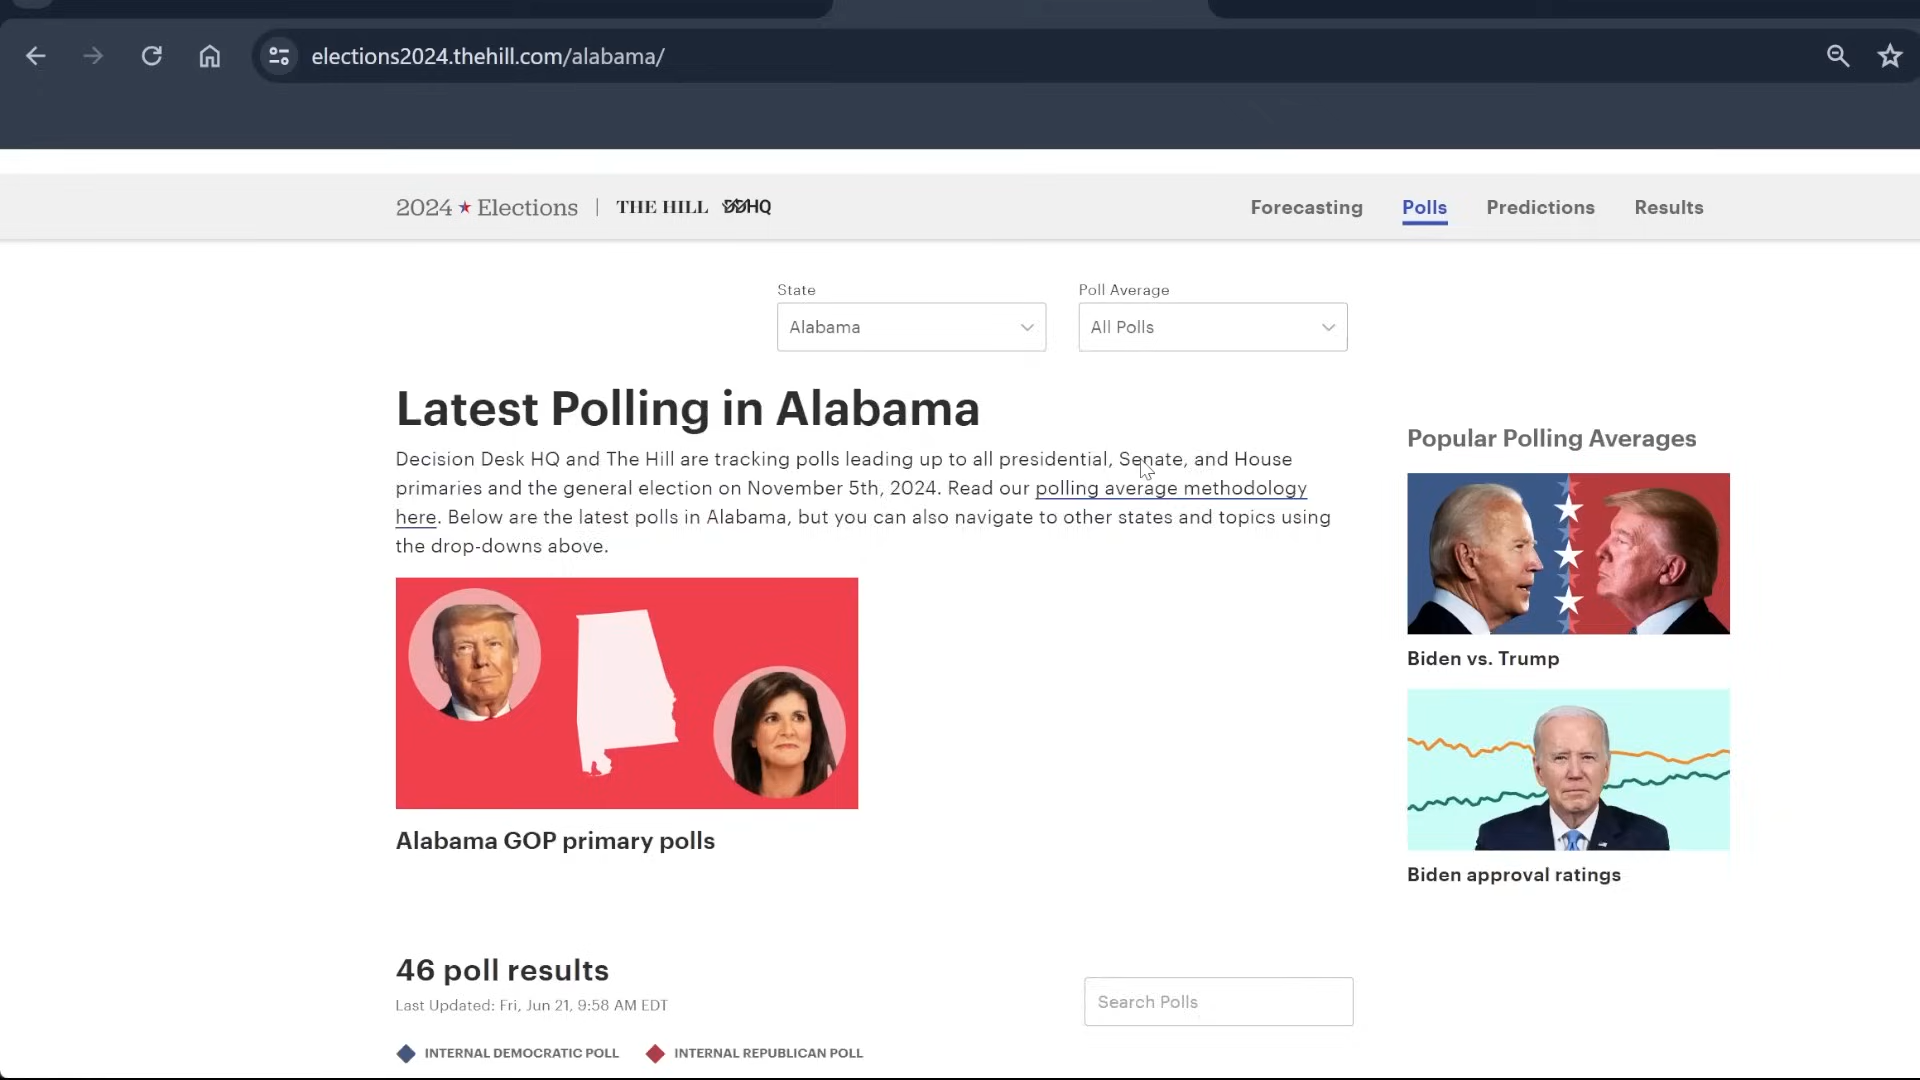 elections2024.thehill.com/alabama/
2024 ★ Elections | THE HILL DDHQ
Forecasting Polls Predictions Results
State
Alabama
Poll Average
All Polls
Latest Polling in Alabama
Decision Desk HQ and The Hill are tracking polls leading up to all presidential, Senate, and House
primaries and the general election on November 5th, 2024. Read our polling average methodology
here. Below are the latest polls in Alabama, but you can also navigate to other states and topics using
the drop-downs above.
Alabama GOP primary polls
Popular Polling Averages
Biden vs. Trump
Biden approval ratings
46 poll results
Last Updated: Fri, Jun 21, 9:58 AM EDT
Search Polls
INTERNAL DEMOCRATIC POLL
INTERNAL REPUBLICAN POLL